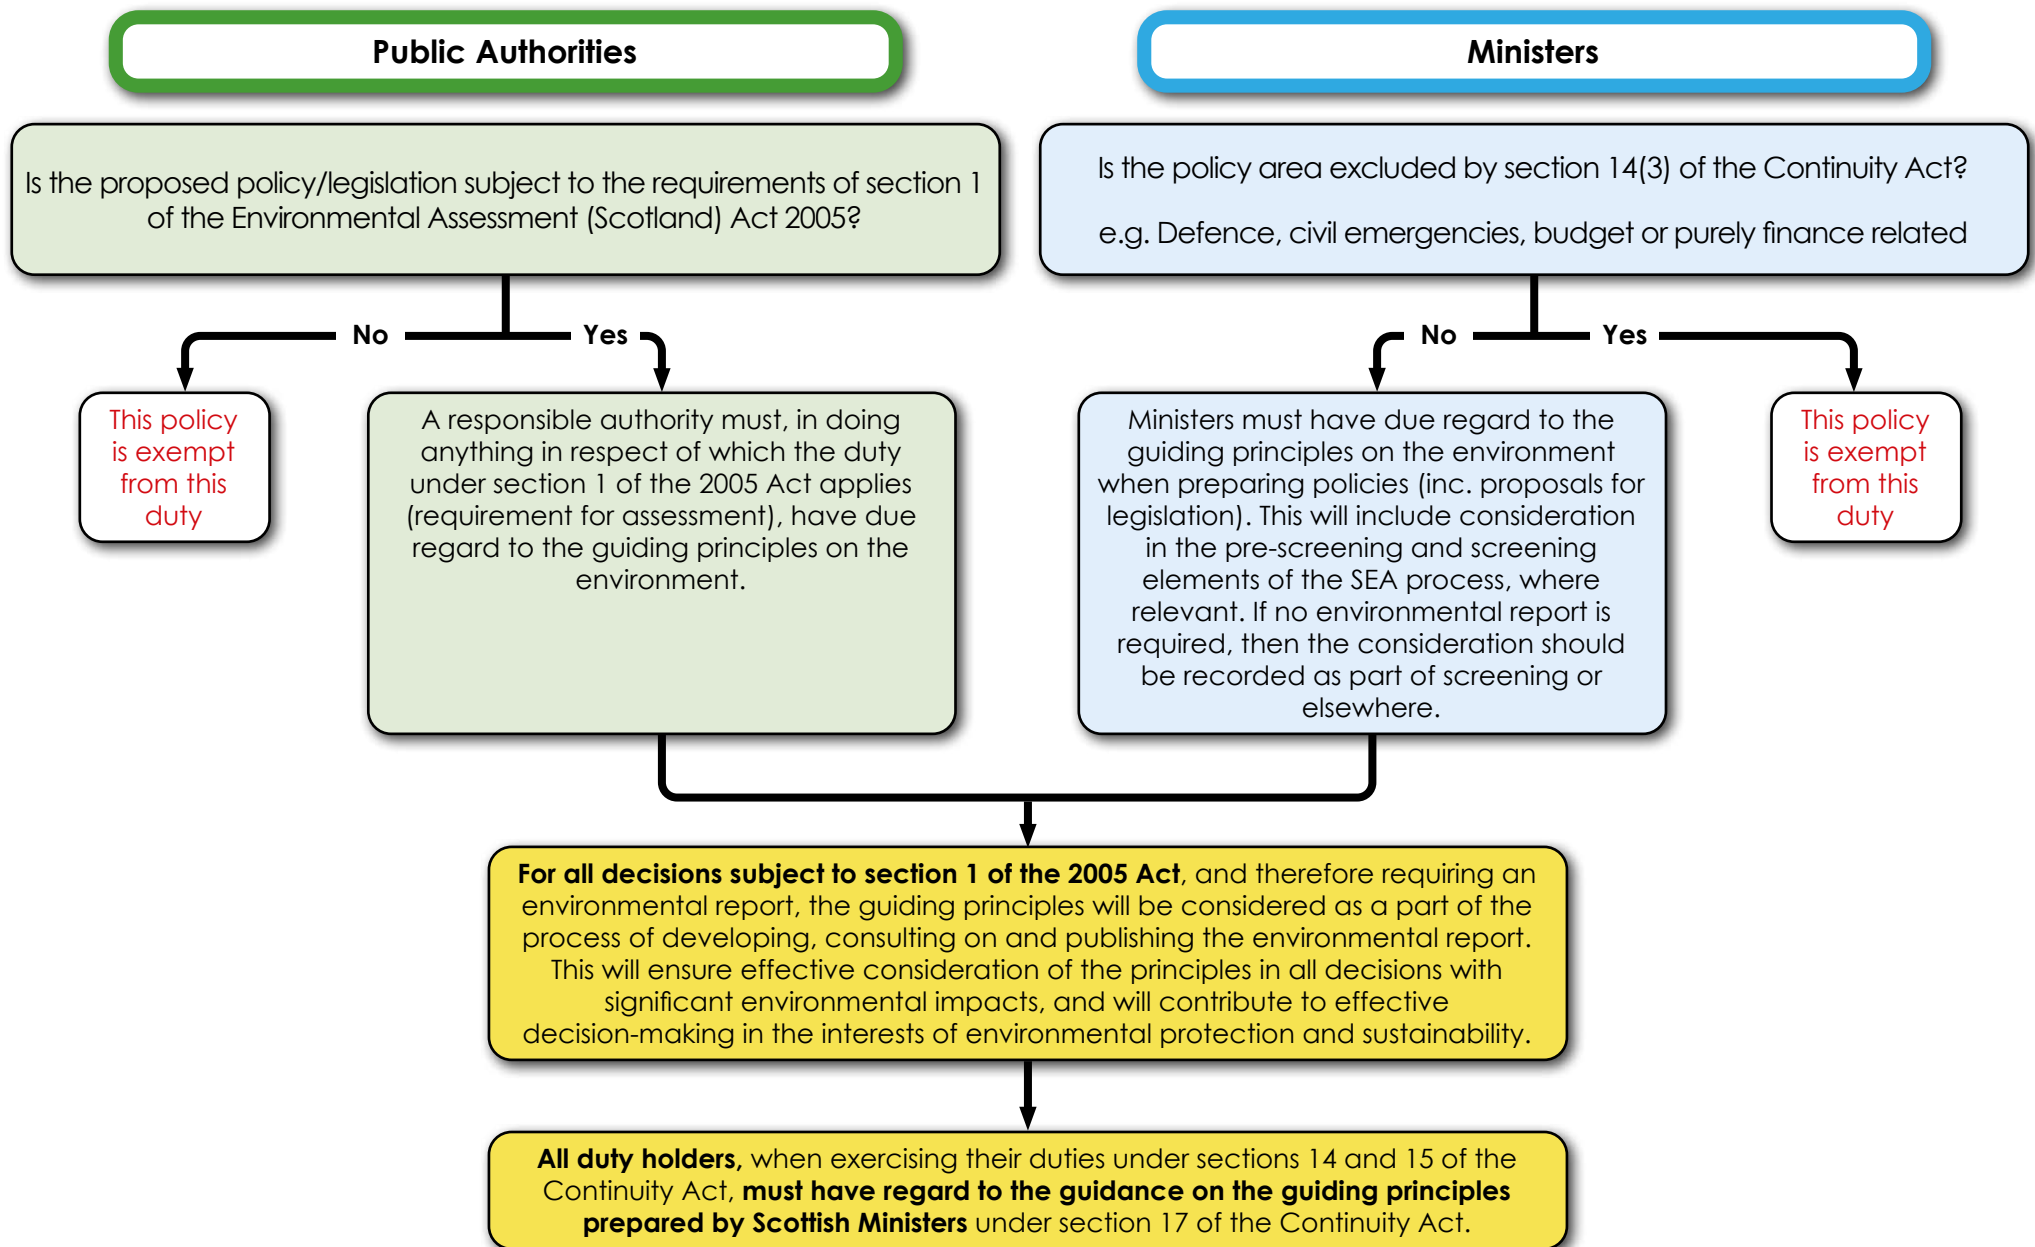 Public Authorities
Ministers
Is the proposed policy/legislation subject to the requirements of section 1
of the Environmental Assessment (Scotland) Act 2005?
Is the policy area excluded by section 14(3) of the Continuity Act?
e.g. Defence, civil emergencies, budget or purely finance related
No
Yes
No
Yes
This policy
is exempt
from this
duty
A responsible authority must, in doing
anything in respect of which the duty
under section 1 of the 2005 Act applies
(requirement for assessment), have due
regard to the guiding principles on the
environment.
Ministers must have due regard to the
guiding principles on the environment
when preparing policies (inc. proposals for
legislation). This will include consideration
in the pre-screening and screening
elements of the SEA process, where
relevant. If no environmental report is
required, then the consideration should
be recorded as part of screening or
elsewhere.
This policy
is exempt
from this
duty
For all decisions subject to section 1 of the 2005 Act, and therefore requiring an
environmental report, the guiding principles will be considered as a part of the
process of developing, consulting on and publishing the environmental report.
This will ensure effective consideration of the principles in all decisions with
significant environmental impacts, and will contribute to effective
decision-making in the interests of environmental protection and sustainability.
All duty holders, when exercising their duties under sections 14 and 15 of the
Continuity Act, must have regard to the guidance on the guiding principles
prepared by Scottish Ministers under section 17 of the Continuity Act.